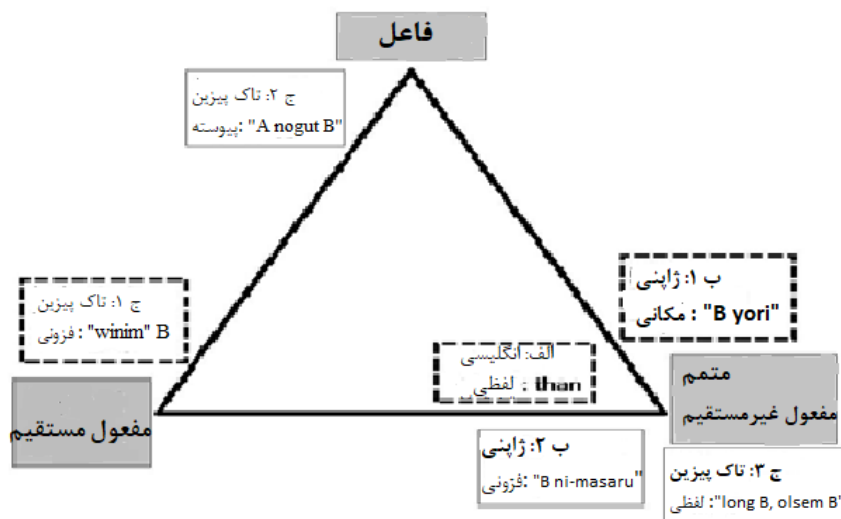 فاعل
ج ۲: تاک پیزین
پیوسته: "A nogut B"
ج ۱: تاک پیزین
فزونی: "winim" B
ب ۱: ژاپنی
مکانی : "B yori"
الف: انگلیسی
لفظی : than
متمم
مفعول غیرمستقیم
مفعول مستقیم
ب ۲: ژاپنی
فزونی: "B ni-masaru"
ج ۳: تاک پیزین
لفظی: "long B, olsem B"